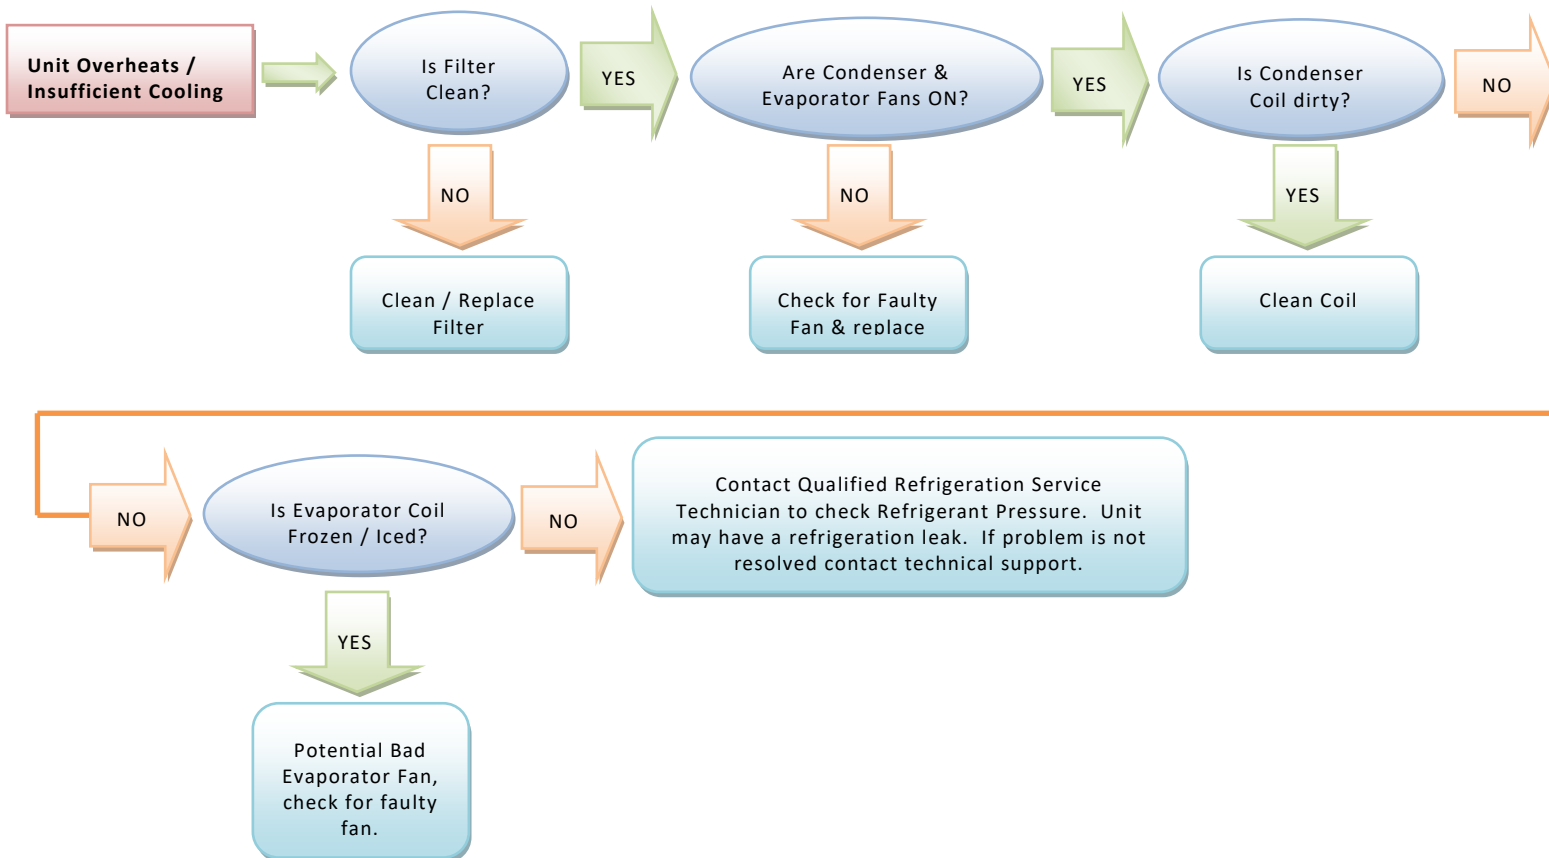 Unit Overheats /
Insufficient Cooling
Is Filter
Clean?
YES
Are Condenser &
Evaporator Fans ON?
YES
Is Condenser
Coil dirty?
NO
NO
NO
YES
Clean / Replace
Filter
Check for Faulty
Fan & replace
Clean Coil
NO
Is Evaporator Coil
Frozen / Iced?
NO
Contact Qualified Refrigeration Service
Technician to check Refrigerant Pressure.  Unit
may have a refrigeration leak.  If problem is not
resolved contact technical support.
YES
Potential Bad
Evaporator Fan,
check for faulty
fan.